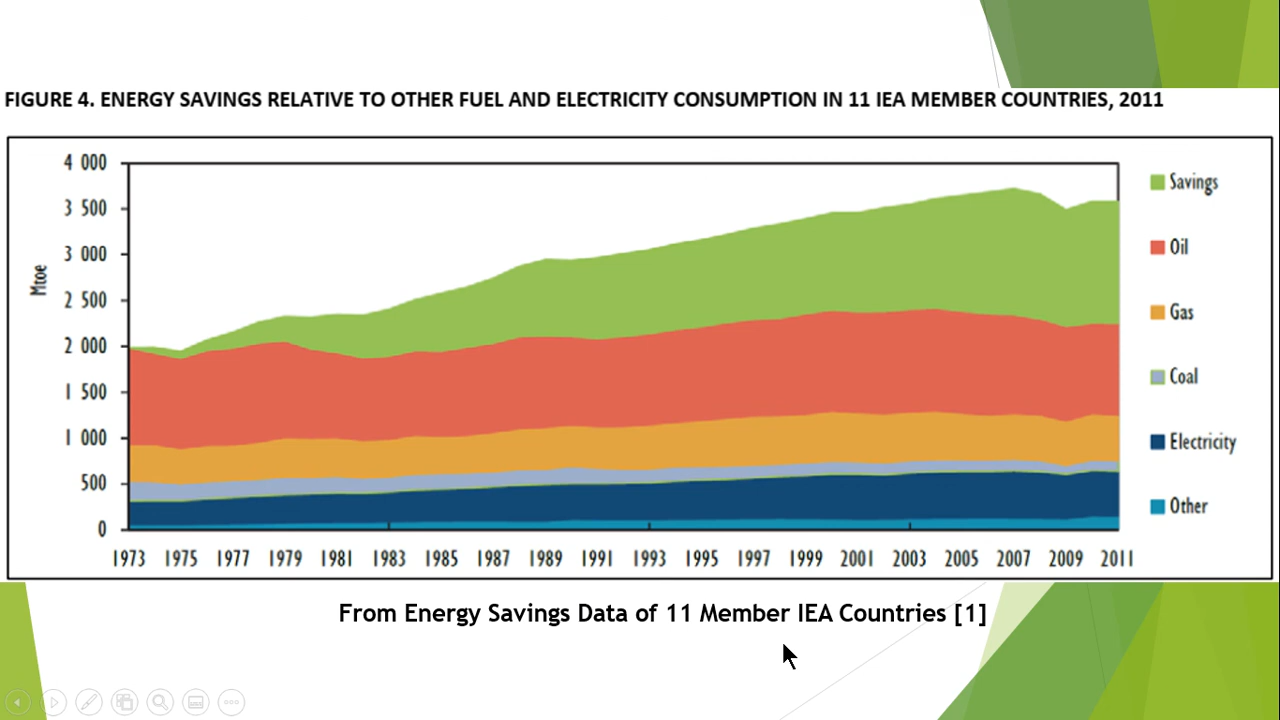 FIGURE 4. ENERGY SAVINGS RELATIVE TO OTHER FUEL AND ELECTRICITY CONSUMPTION IN 11 IEA MEMBER COUNTRIES, 2011
4 000
3 500
3 000
2 500
2 000
1 500
1 000
500
0
Mtoe
1973 1975 1977 1979 1981 1983 1985 1987 1989 1991 1993 1995 1997 1999 2001 2003 2005 2007 2009 2011
Savings
Oil
Gas
Coal
Electricity
Other
From Energy Savings Data of 11 Member IEA Countries [1]